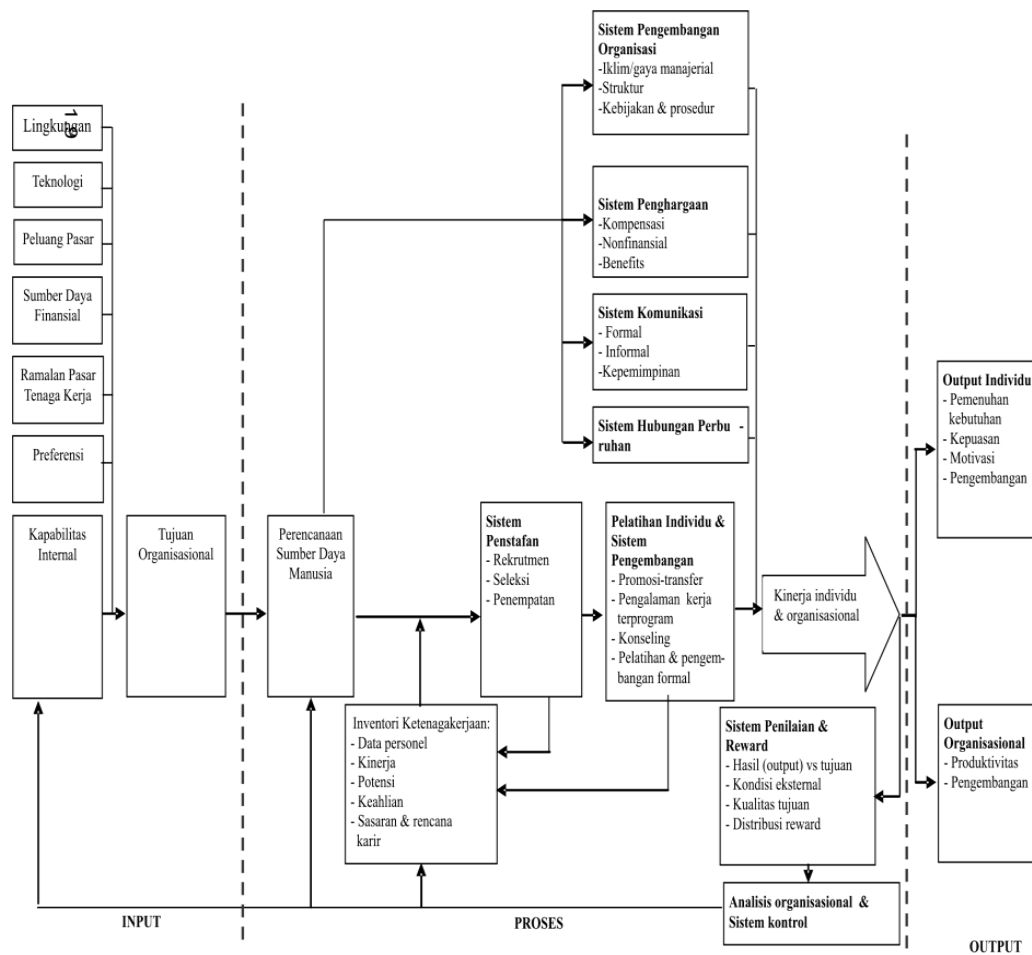 Sistem Pengembangan
Organisasi
-Iklim/gaya manajerial
-Struktur
-Kebijakan & prosedur
19
Lingkungan
Teknologi
Peluang Pasar
Sumber Daya
Finansial
Ramalan Pasar
Tenaga Kerja
Preferensi
Kapabilitas
Internal
Tujuan
Organisasional
Perencanaan
Sumber Daya
Manusia
Sistem Penghargaan
-Kompensasi
-Nonfinansial
-Benefits
Sistem Komunikasi
- Formal
- Informal
-Kepemimpinan
Sistem Hubungan Perbu -
ruhan
Sistem
Penstafan
- Rekrutmen
- Seleksi
- Penempatan
Pelatihan Individu &
Sistem
Pengembangan
- Promosi-transfer
- Pengalaman kerja
terprogram
- Konseling
- Pelatihan & pengem-
bangan formal
Kinerja individu
& organisasional
Inventori Ketenagakerjaan:
- Data personel
- Kinerja
- Potensi
- Keahlian
- Sasaran & rencana
karir
Sistem Penilaian &
Reward
- Hasil (output) vs tujuan
- Kondisi eksternal
- Kualitas tujuan
- Distribusi reward
Analisis organisasional &
Sistem kontrol
Output Individu
- Pemenuhan
kebutuhan
- Kepuasan
- Motivasi
- Pengembangan
Output
Organisasional
- Produktivitas
- Pengembangan
INPUT
PROSES
OUTPUT